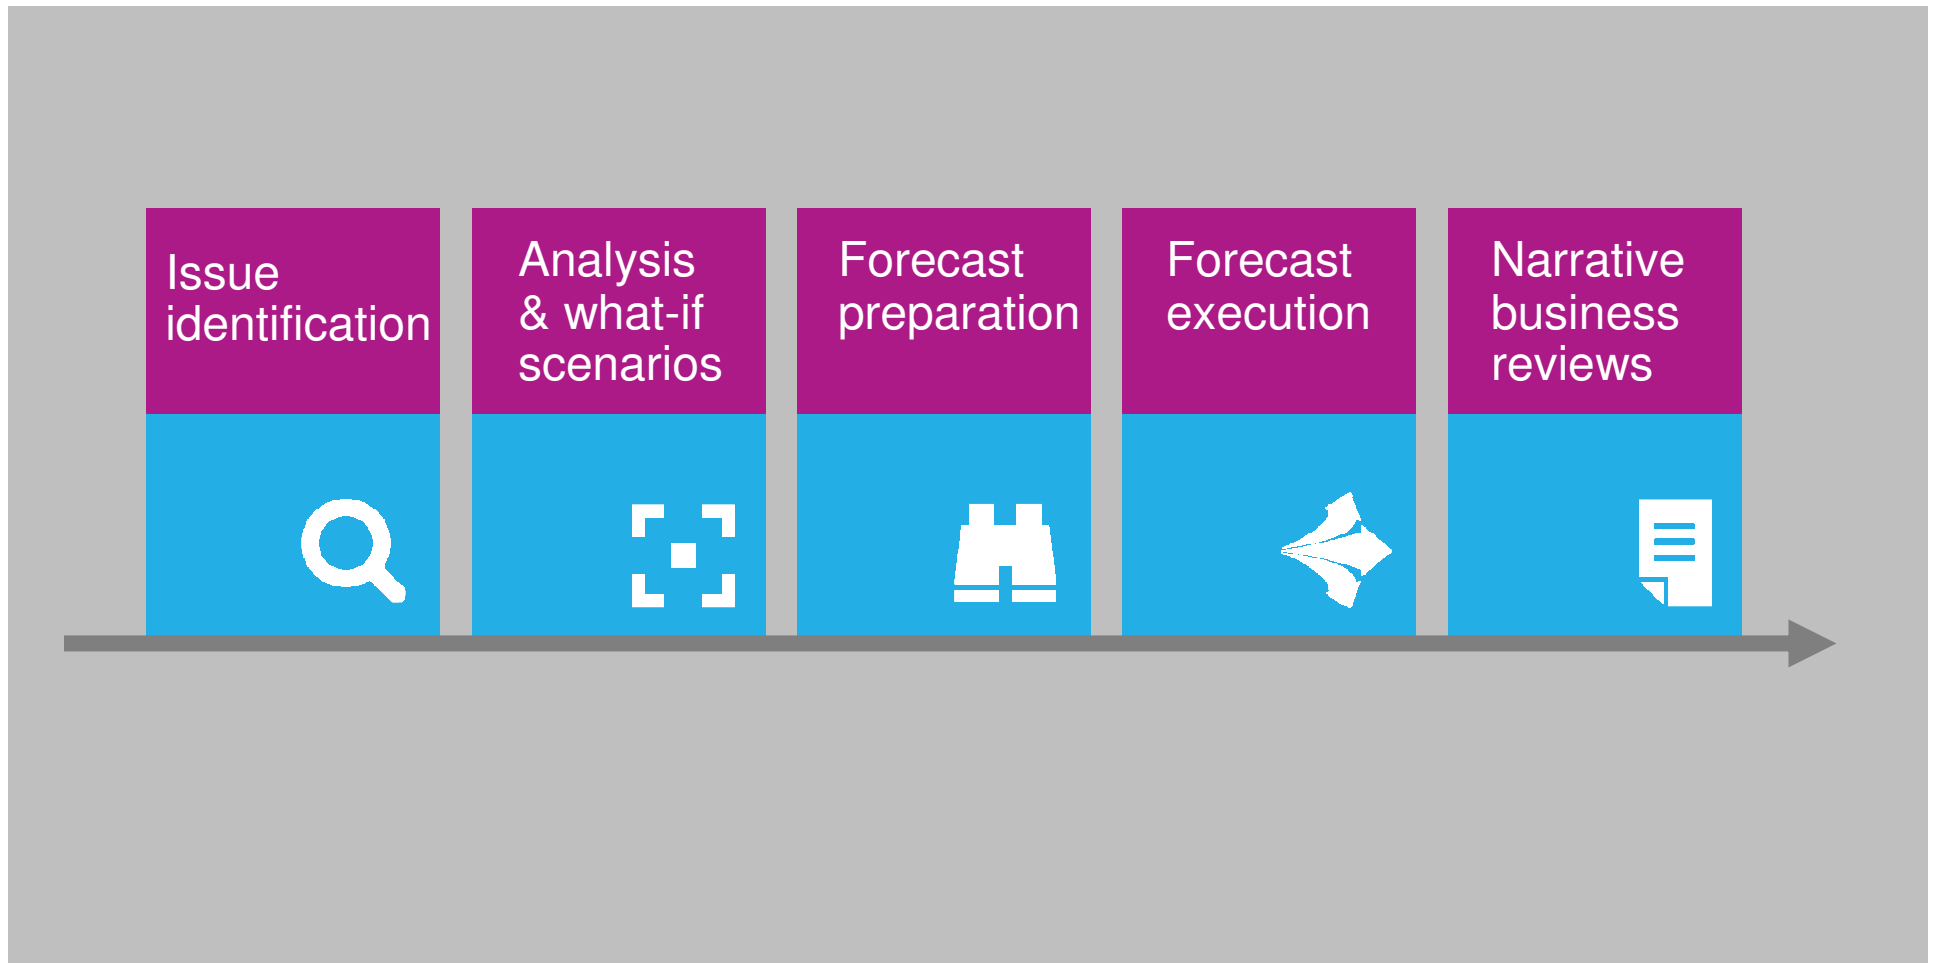 Issue
identification
Analysis
& what-if
scenarios
Forecast
preparation
Forecast
execution
Narrative
business
reviews